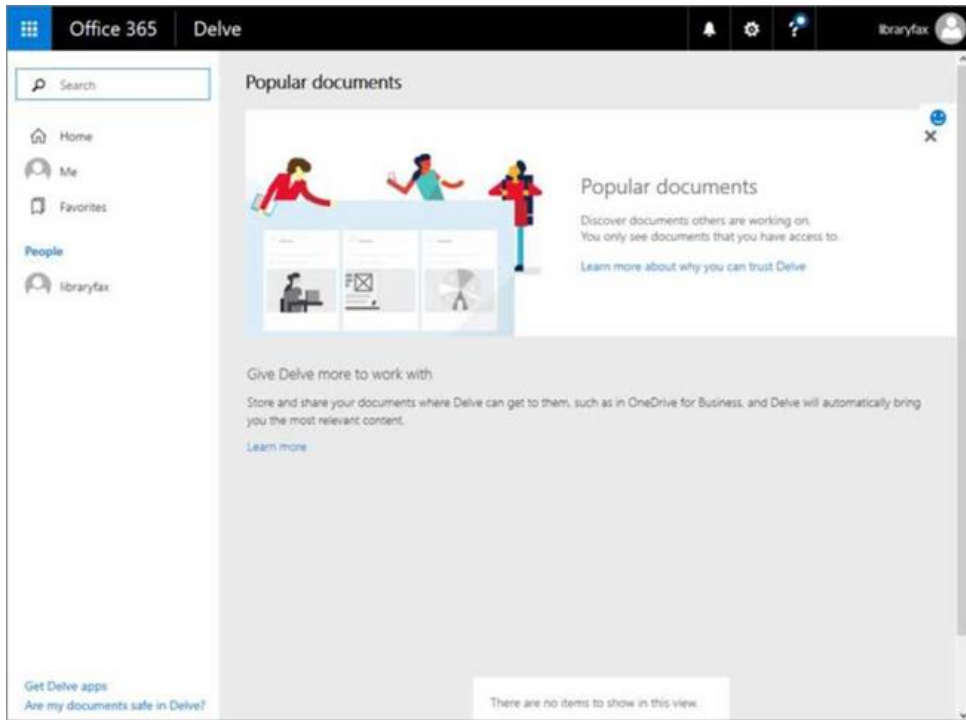 Office 365 Delve libraryfax
Search
Home
Me
Favorites
People
libraryfax
Get Delve apps
Are my documents safe in Delve?
Popular documents
Popular documents
Discover documents others are working on.
You only see documents that you have access to.
Learn more about why you can trust Delve
Give Delve more to work with
Store and share your documents where Delve can get to them, such as in OneDrive for Business, and Delve will automatically bring
you the most relevant content.
Learn more
There are no items to show in this view.